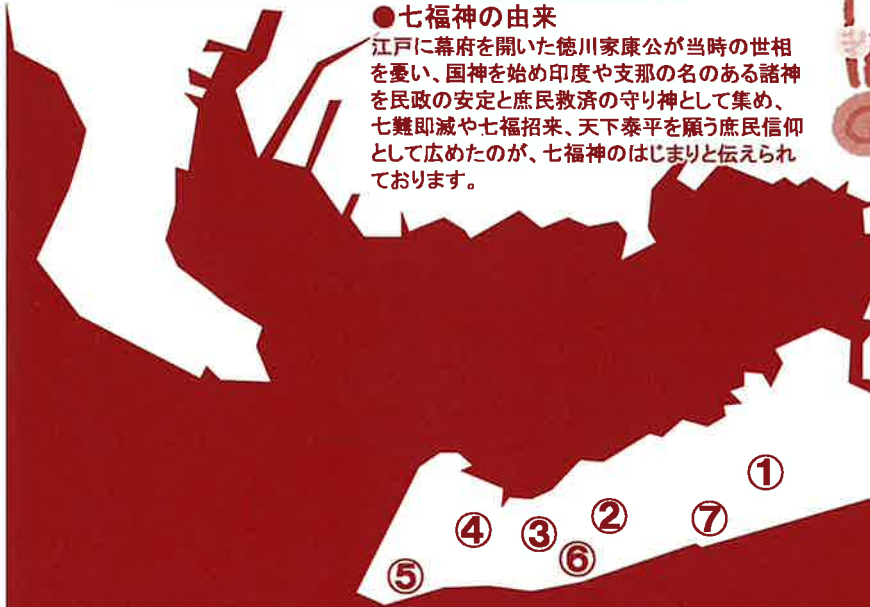 ●七福神の由来
江戸に幕府を開いた徳川家康公が当時の世相
を憂い、国神を始め印度や支那の名のある諸神
を民政の安定と庶民救済の守り神として集め、
七難即滅や七福招来、天下泰平を願う庶民信仰
として広めたのが、七福神のはじまりと伝えられ
ております。
①
②
⑦
④
③
⑥
⑤